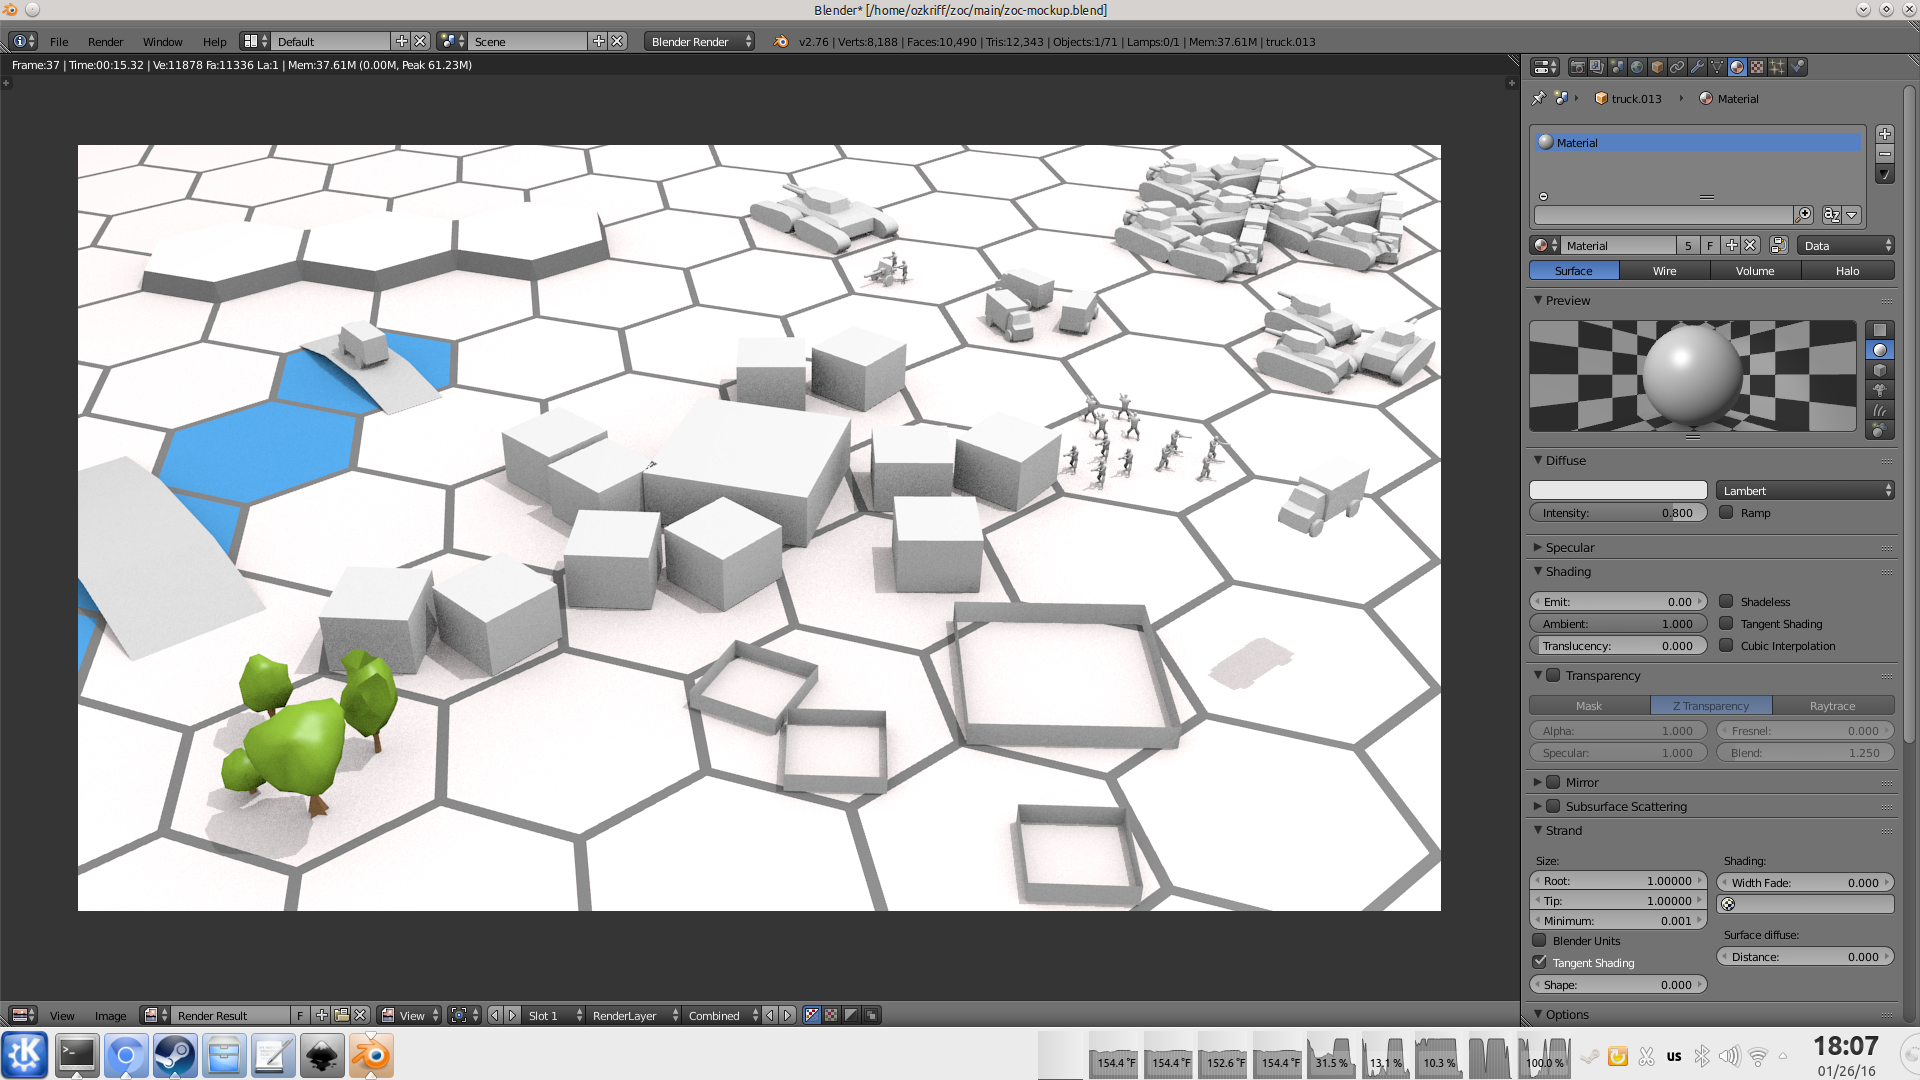 Blender* [/home/ozkriff/zoc/main/zoc-mockup.blend]
File Render Window Help Default Scene Blender Render v2.76 | Verts:8,188 | Faces:10,490 | Tris:12,343 | Objects:1/71 | Lamps:0/1 | Mem:37.61M | truck.013
Frame:37 | Time:00:15.32 | Ve:11878 Fa:11336 La:1 | Mem:37.61M (0.00M, Peak 61.23M)
truck.013 Material
Material
Material 5 F Data
Surface Wire Volume Halo
Preview
Diffuse
Lambert
Intensity: 0.800 Ramp
Specular
Shading
Emit: 0.00 Shadeless
Ambient: 1.000 Tangent Shading
Translucency: 0.000 Cubic Interpolation
Transparency
Mask Z Transparency Raytrace
Alpha: 1.000 Fresnel: 0.000
Specular: 1.000 Blend: 1.250
Mirror
Subsurface Scattering
Strand
Size: Shading:
Root: 1.00000 Width Fade: 0.000
Tip: 1.00000
Minimum: 0.001
Blender Units Surface diffuse:
Tangent Shading Distance: 0.000
Shape: 0.000
Options
View Image Render Result F View Slot 1 RenderLayer Combined
154.4 °F 154.4 °F 152.6 °F 154.4 °F 31.5 % 13.1 % 10.3 % 100.0 % us 18:07
01/26/16